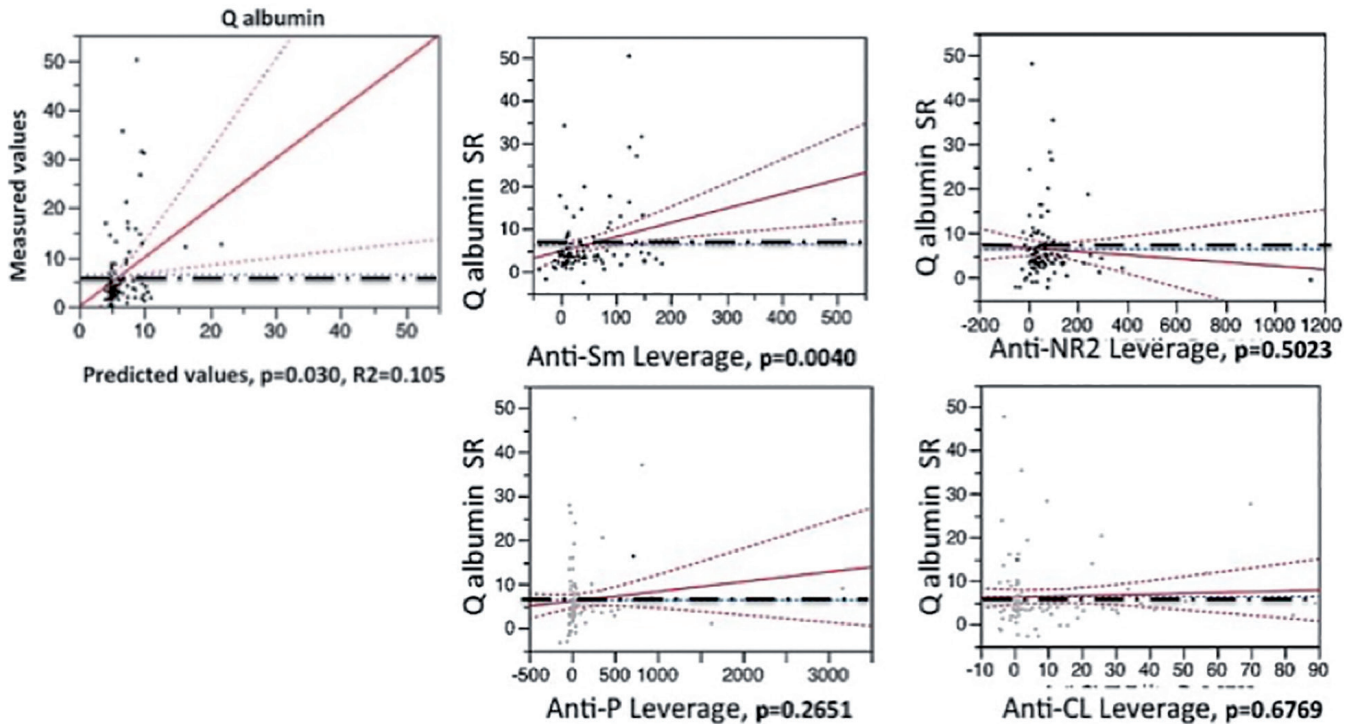 Q albumin
Measured values
50
40
30
20
10
0
0 10 20 30 40 50
Predicted values, p=0.030, R2=0.105
Q albumin SR
50
40
30
20
10
0
0 100 200 300 400 500
Anti-Sm Leverage, p=0.0040
Q albumin SR
50
40
30
20
10
0
-200 0 200 400 600 800 1000 1200
Anti-NR2 Leverage, p=0.5023
Q albumin SR
50
40
30
20
10
0
-500 0 500 1000 2000 3000
Anti-P Leverage, p=0.2651
Q albumin SR
50
40
30
20
10
0
-10 0 10 20 30 40 50 60 70 80 90
Anti-CL Leverage, p=0.6769